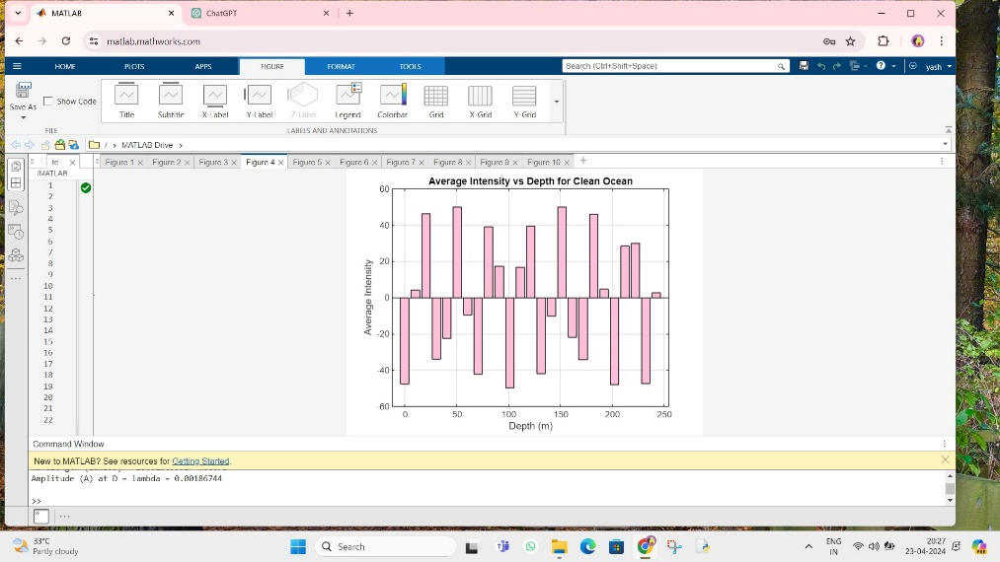 MATLAB
ChatGPT
matlab.mathworks.com
HOME PLOTS APPS FIGURE FORMAT TOOLS
Search (Ctrl+Shift+Space)
yash
Save As
Show Code
Title Subtitle X-Label Y-Label Z-Label Legend Colorbar Grid X-Grid Y-Grid
FILE LABELS AND ANNOTATIONS
/ > MATLAB Drive >
te Figure 1 Figure 2 Figure 3 Figure 4 Figure 5 Figure 6 Figure 7 Figure 8 Figure 9 Figure 10
/MATLAB
1
2
3
4
5
6
7
8
9
10
11
12
13
14
15
16
17
18
19
20
21
22
Average Intensity vs Depth for Clean Ocean
60
40
20
0
-20
-40
-60
Average Intensity
0 50 100 150 200 250
Depth (m)
Command Window
New to MATLAB? See resources for Getting Started.
Amplitude (A) at D = lambda = 0.00186744
>>
33°C
Partly cloudy
Search
ENG
IN
20:27
23-04-2024